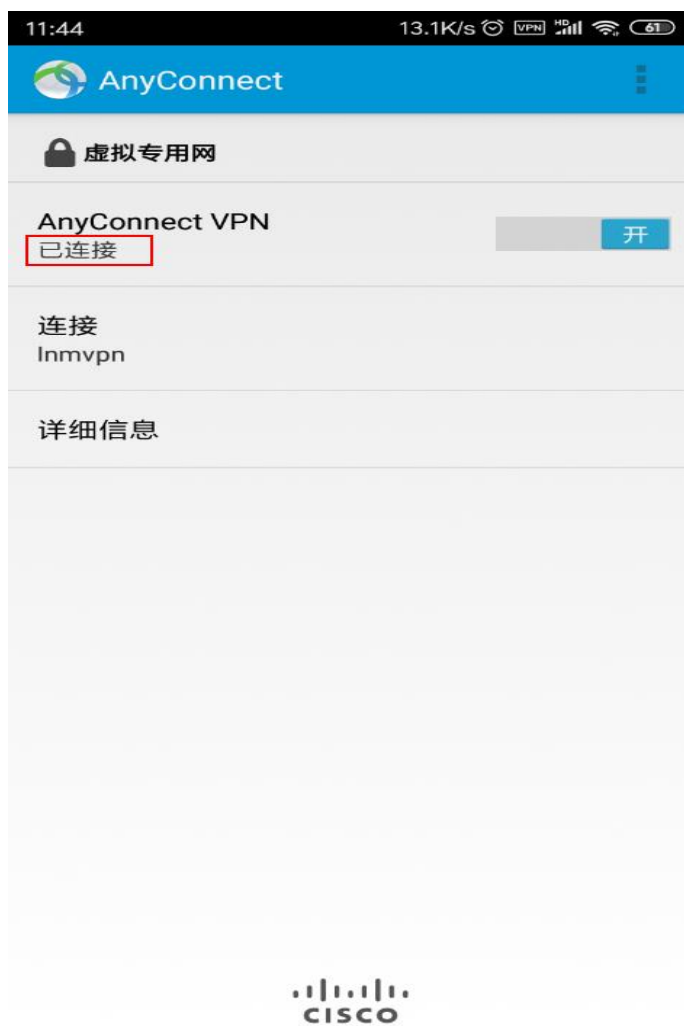 11:44 13.1K/s VPN HD 61
AnyConnect
虚拟专用网
AnyConnect VPN
已连接
开
连接
lnmvpn
详细信息
CISCO